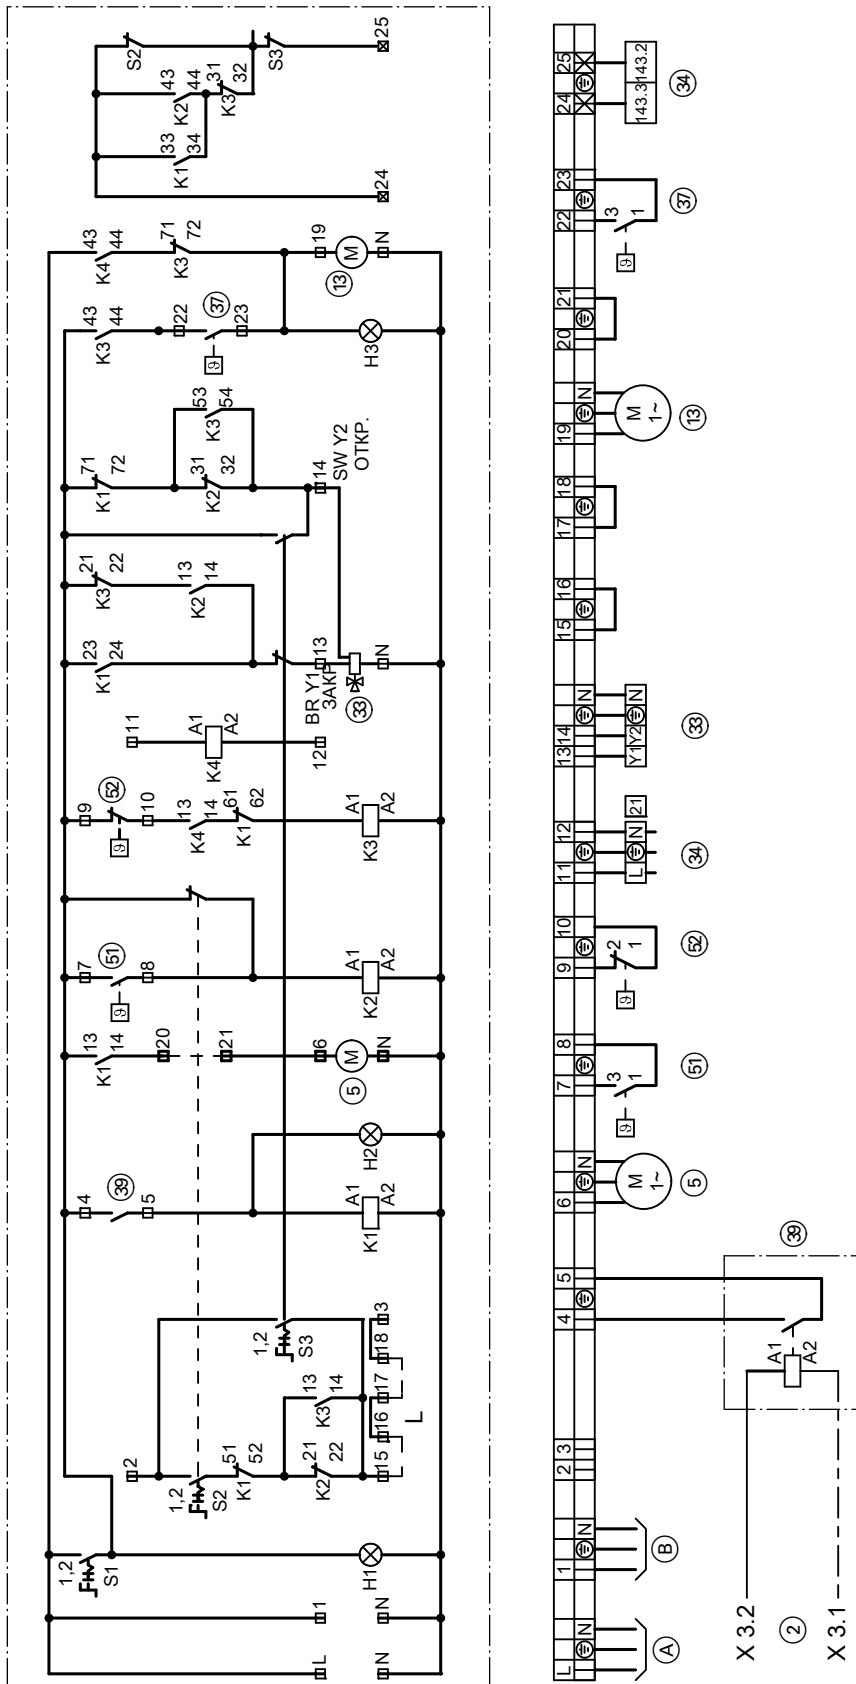 L
N
1
N
1,2
S1
H1
2
1,2
S2
51
52
K1
21
22
K2
15
13
14
K3
16
17
L
1,2
S3
18
3
4
39
5
A1
A2
K1
H2
13
14
K1
20
21
6
M
N
5
7
51
8
A1
A2
K2
ϑ
9
52
10
13
14
K4
61
62
K1
A1
A2
K3
ϑ
11
A1
A2
K4
12
23
24
K1
13
BR Y1
ЗАКР.
33
N
21
22
K3
13
14
K2
71
72
K1
31
32
K2
53
54
K3
14
SW Y2
ОТКР.
43
44
K3
22
37
23
ϑ
H3
43
44
K4
71
72
K3
19
M
N
13
24
33
34
K1
43
44
K2
31
32
K3
S2
S3
25
L
N
A
1
N
B
2
3
4
5
39
A1
A2
X 3.2
2
X 3.1
6
N
M
1~
5
7
8
3
1
ϑ
51
9
10
2
1
ϑ
52
11
12
L
N
21
34
13
14
N
Y1
Y2
N
33
15
16
17
18
19
N
M
1~
13
20
21
22
23
3
1
ϑ
37
24
25
143.3
143.2
34